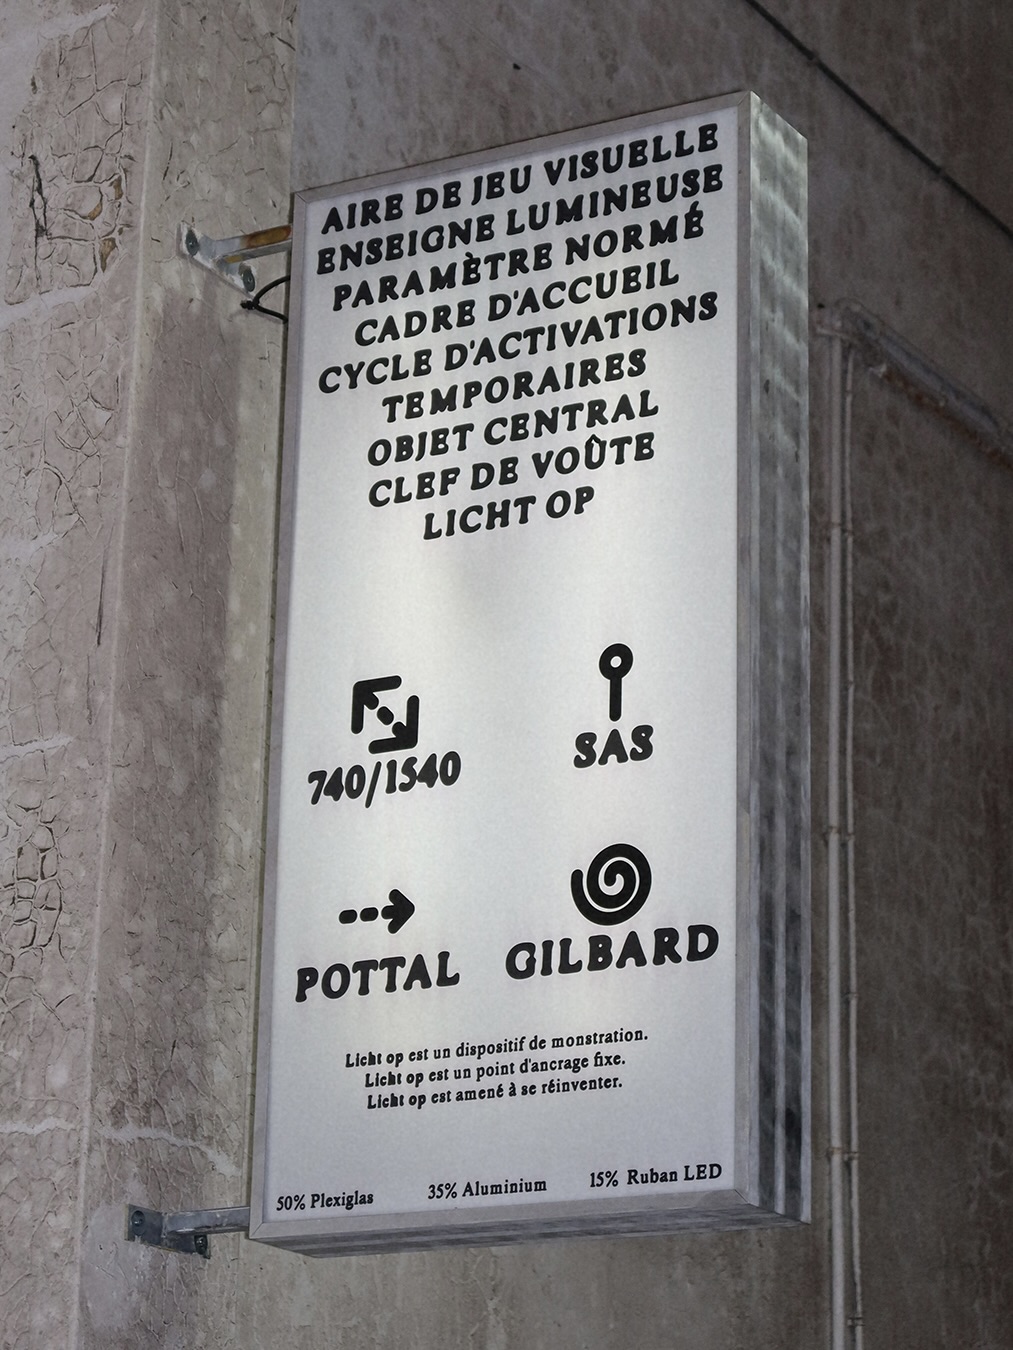 AIRE DE JEU VISUELLE
ENSEIGNE LUMINEUSE
PARAMÈTRE NORMÉ
CADRE D'ACCUEIL
CYCLE D'ACTIVATIONS
TEMPORAIRES
OBJET CENTRAL
CLEF DE VOÛTE
LICHT OP
740/1540
SAS
POTTAL
GILBARD
Licht op est un dispositif de monstration.
Licht op est un point d'ancrage fixe.
Licht op est amené à se réinventer.
50% Plexiglas 35% Aluminium 15% Ruban LED